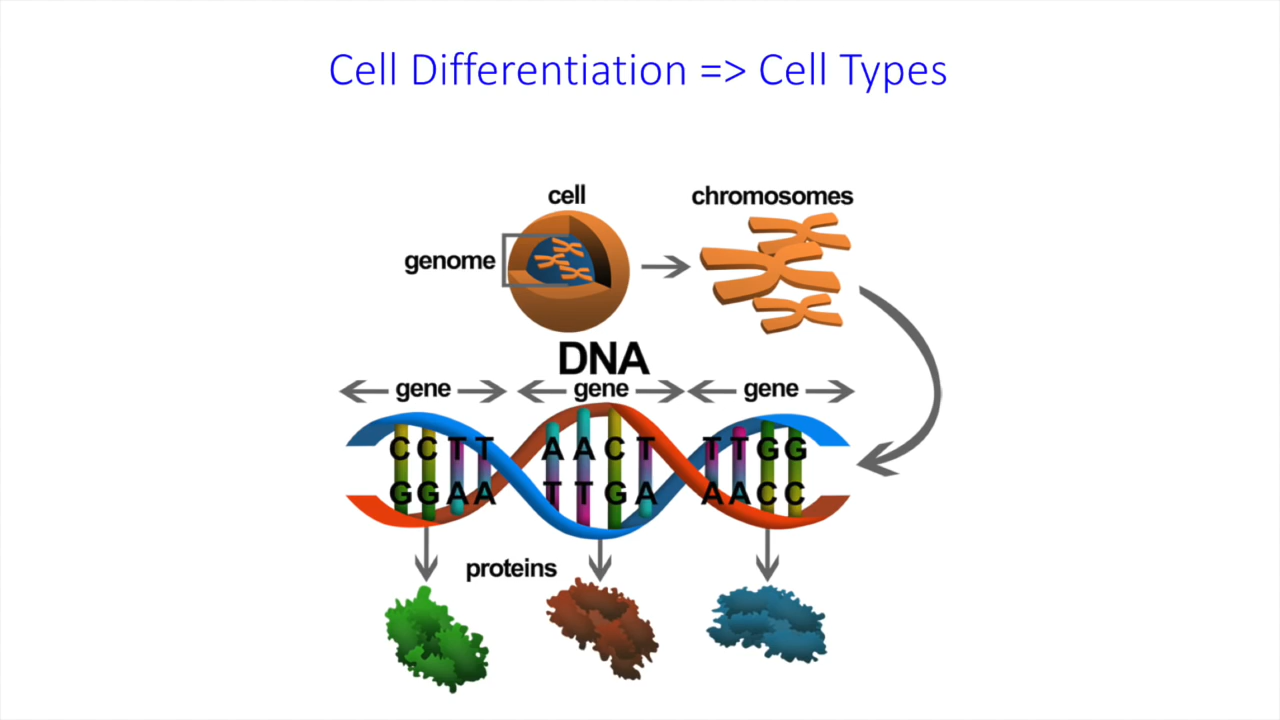 Cell Differentiation => Cell Types
cell
chromosomes
genome
DNA
gene
gene
gene
CCTT AACT TTGG
GGAA TTGA AACC
proteins